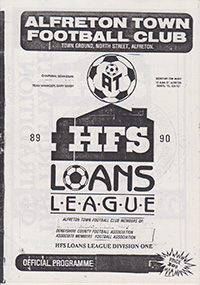 ALFRETON TOWN
FOOTBALL CLUB
TOWN GROUND, NORTH STREET, ALFRETON.
AT
89 90
HFS
LOANS
L·E·A·G·U·E
ALFRETON TOWN FOOTBALL CLUB MEMBERS OF:
DERBYSHIRE COUNTY FOOTBALL ASSOCIATION
ASSOCIATE MEMBERS FOOTBALL ASSOCIATION
HFS LOANS LEAGUE DIVISION ONE
OFFICIAL PROGRAMME